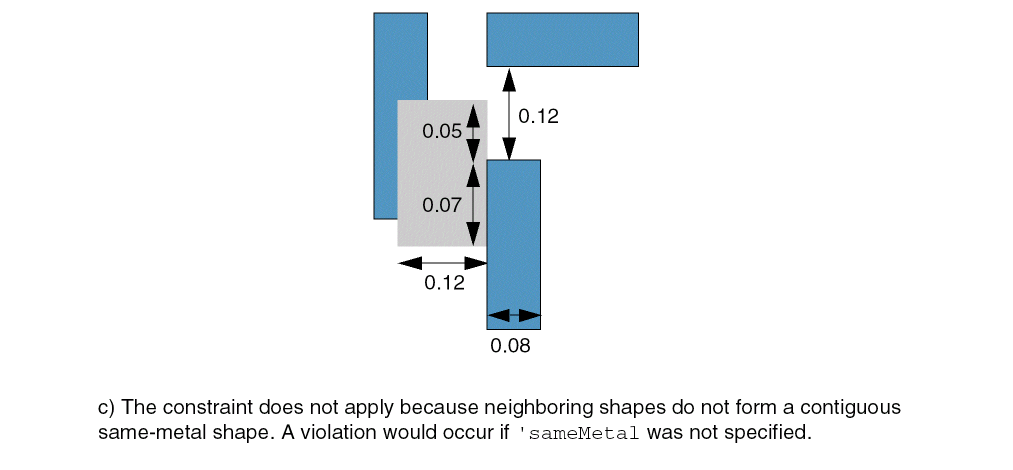 0.12
0.05
0.07
0.12
0.08
c) The constraint does not apply because neighboring shapes do not form a contiguous
same-metal shape. A violation would occur if 'sameMetal was not specified.